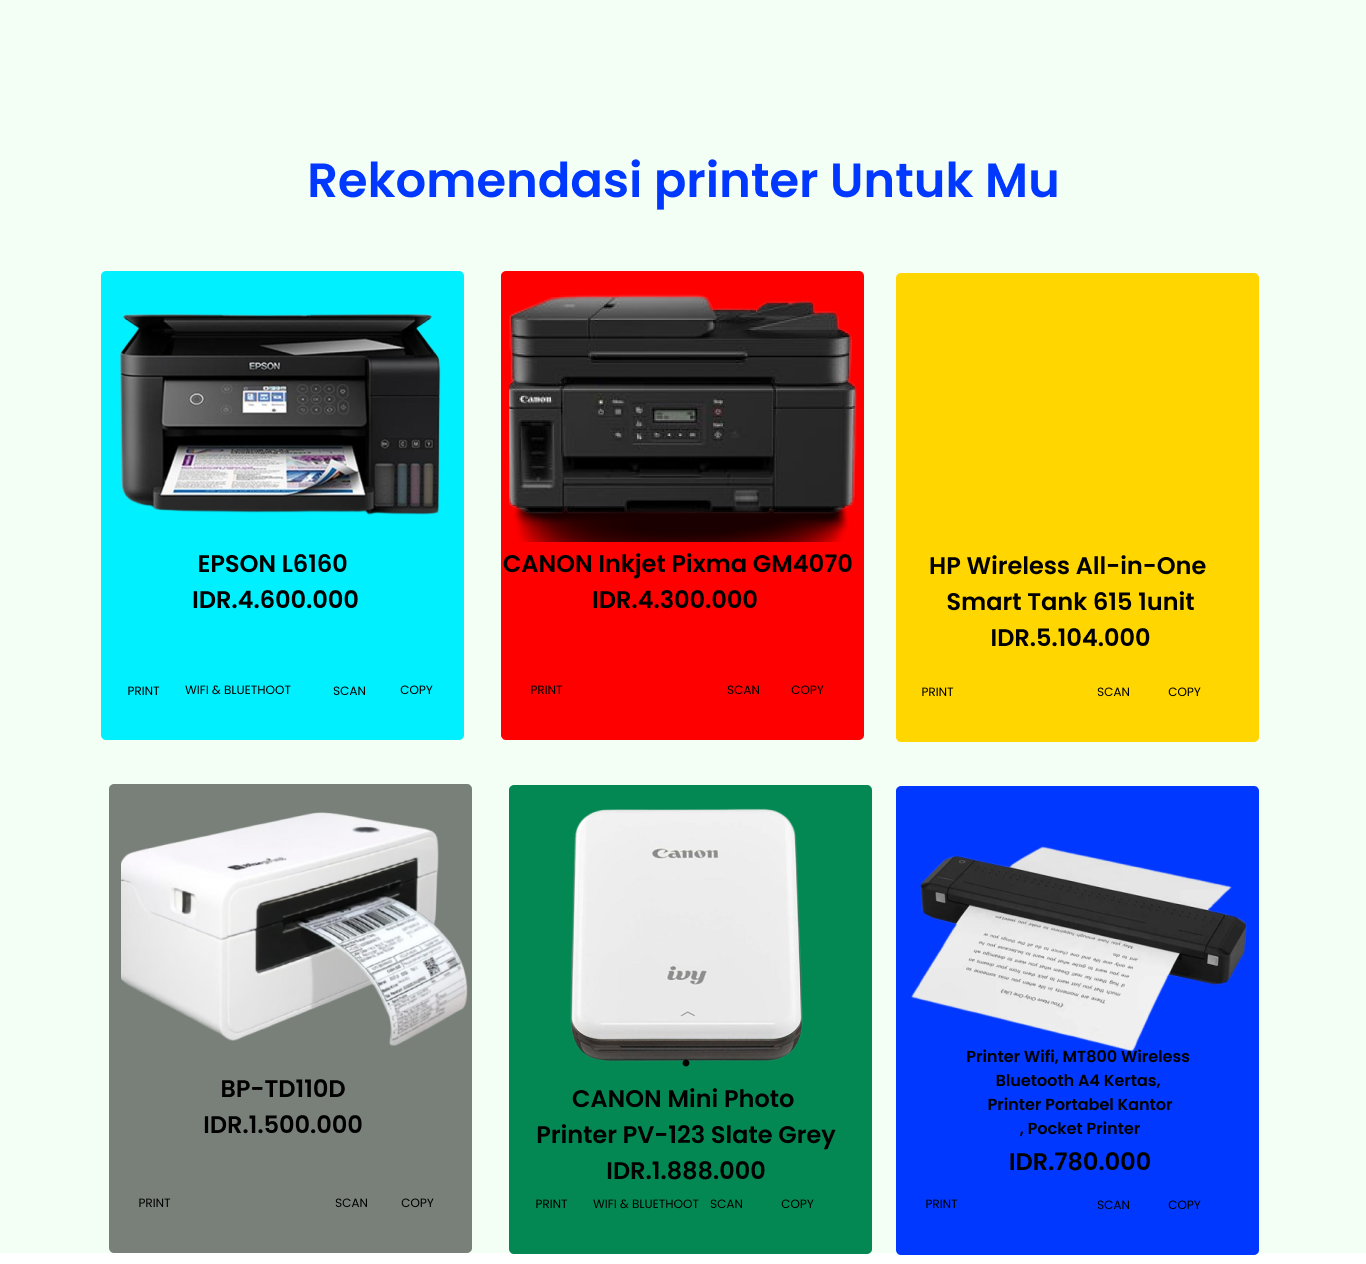 Rekomendasi printer Untuk Mu
EPSON
EPSON L6160
IDR.4.600.000
PRINT WIFI & BLUETHOOT SCAN COPY
Canon
CANON Inkjet Pixma GM4070
IDR.4.300.000
PRINT SCAN COPY
HP Wireless All-in-One
Smart Tank 615 1unit
IDR.5.104.000
PRINT SCAN COPY
BP-TD110D
IDR.1.500.000
PRINT SCAN COPY
Canon
ivy
CANON Mini Photo
Printer PV-123 Slate Grey
IDR.1.888.000
PRINT WIFI & BLUETHOOT SCAN COPY
Printer Wifi, MT800 Wireless
Bluetooth A4 Kertas,
Printer Portabel Kantor
, Pocket Printer
IDR.780.000
PRINT SCAN COPY